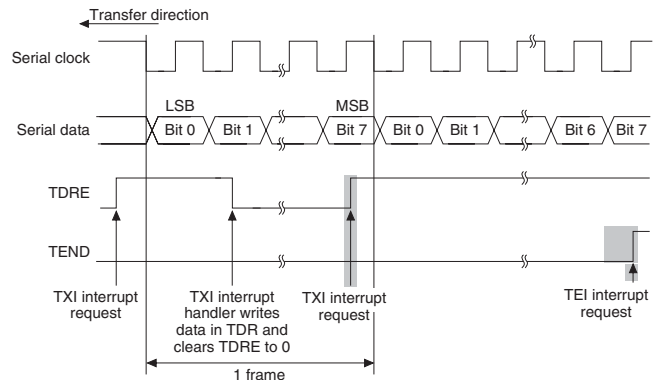 Transfer direction
Serial clock
LSB
MSB
Serial data
Bit 0
Bit 1
Bit 7
Bit 0
Bit 1
Bit 6
Bit 7
TDRE
TEND
TXI interrupt
request
TXI interrupt
handler writes
data in TDR and
clears TDRE to 0
TXI interrupt
request
TEI interrupt
request
1 frame